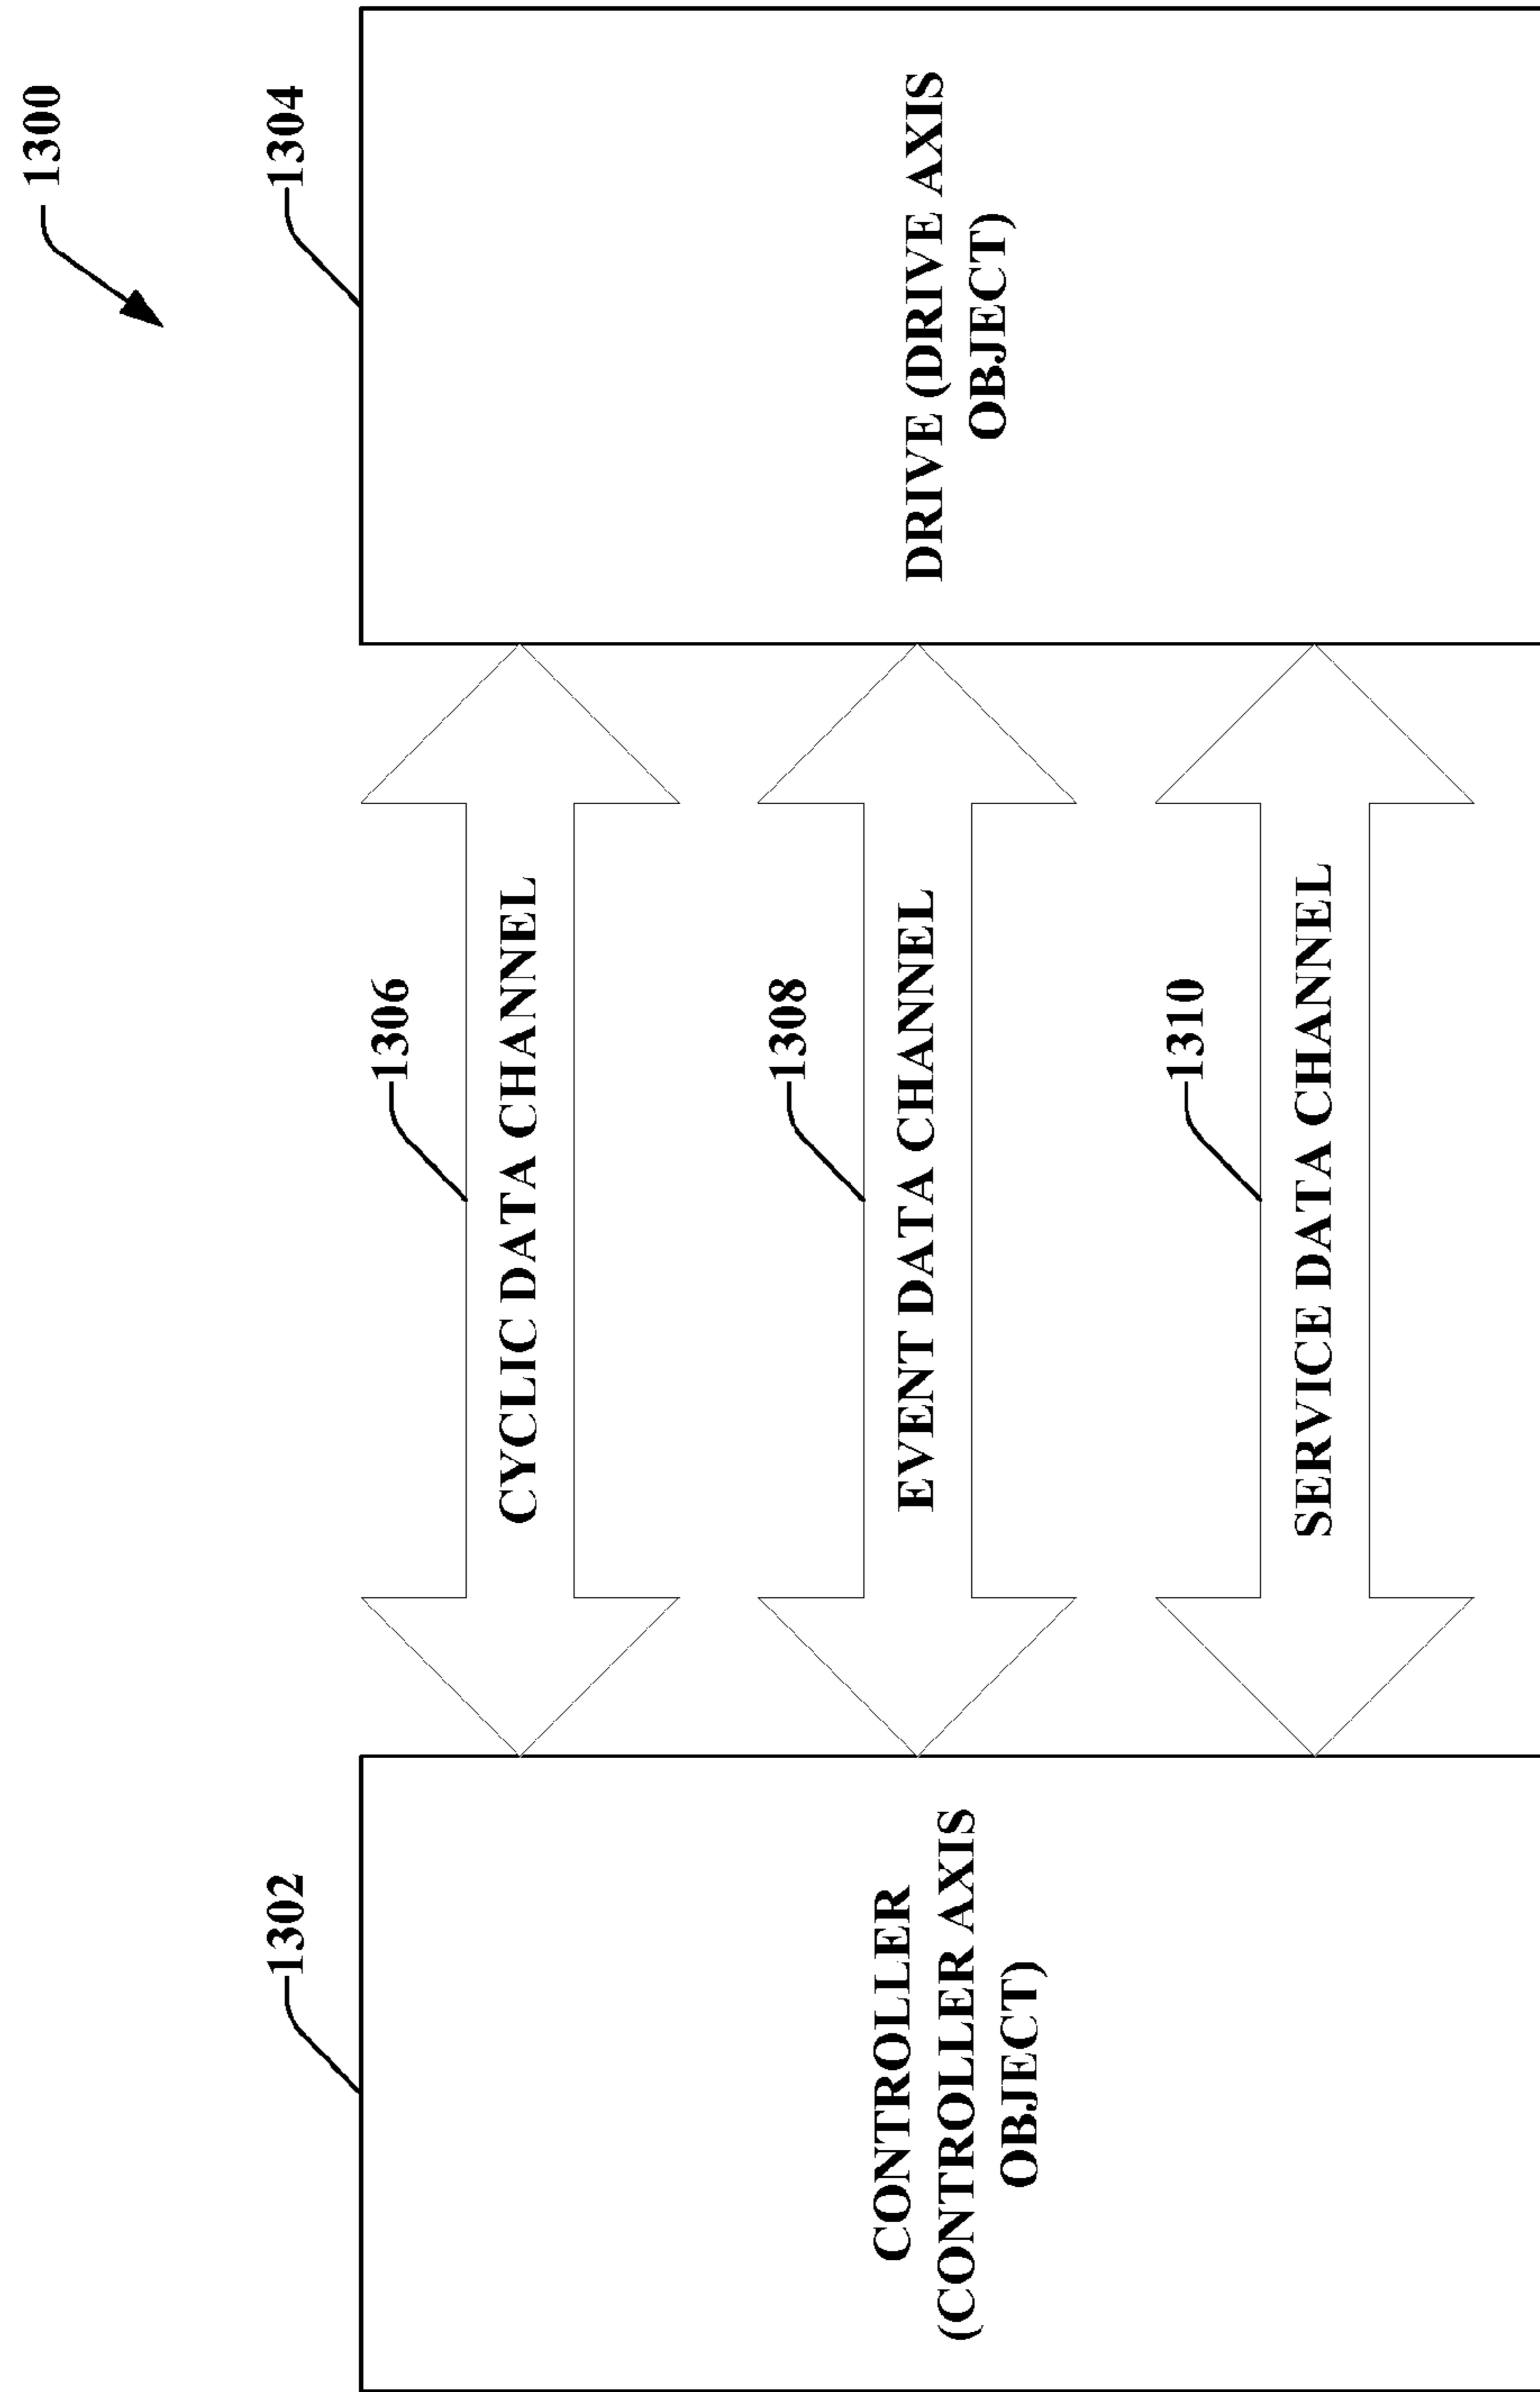 1300
1302
1304
1306
CYCLIC DATA CHANNEL
1308
CONTROLLER
(CONTROLLER AXIS
OBJECT)
EVENT DATA CHANNEL
DRIVE (DRIVE AXIS
OBJECT)
1310
SERVICE DATA CHANNEL